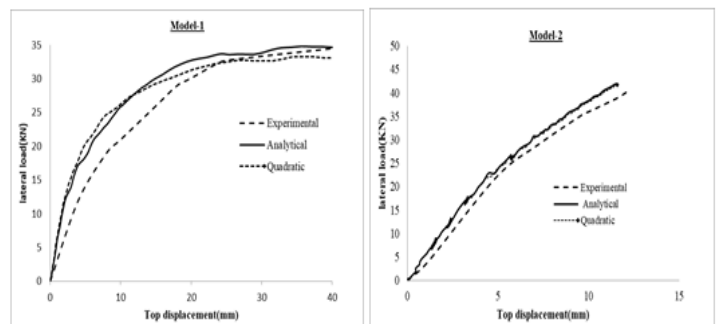 Model-1
35
30
25
20
15
10
5
0
lateral load(KN)
Experimental
Analytical
Quadratic
0
10
20
30
40
Top displacement(mm)
Model-2
50
45
40
35
30
25
20
15
10
5
0
lateral load(KN)
Experimental
Analytical
Quadratic
0
5
10
15
Top displacement(mm)